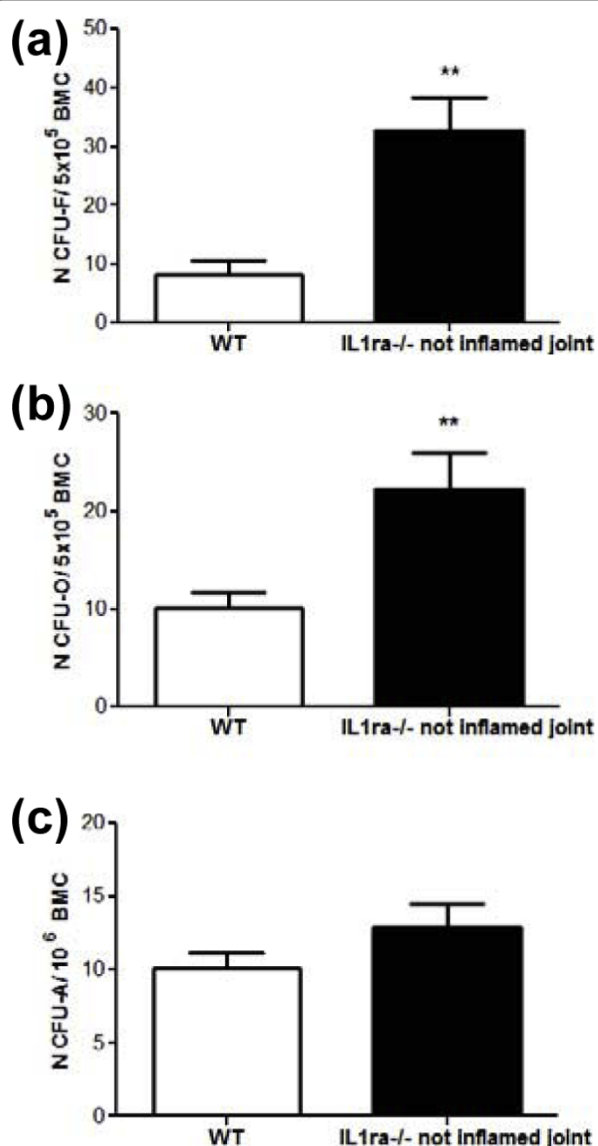 (a)
N CFU-F/ 5x10^5 BMC
50
40
30
20
10
0
**
WT
IL1ra-/- not inflamed joint
(b)
N CFU-O/ 5x10^5 BMC
30
20
10
0
**
WT
IL1ra-/- not inflamed joint
(c)
N CFU-A/ 10^6 BMC
20
15
10
5
0
WT
IL1ra-/- not inflamed joint